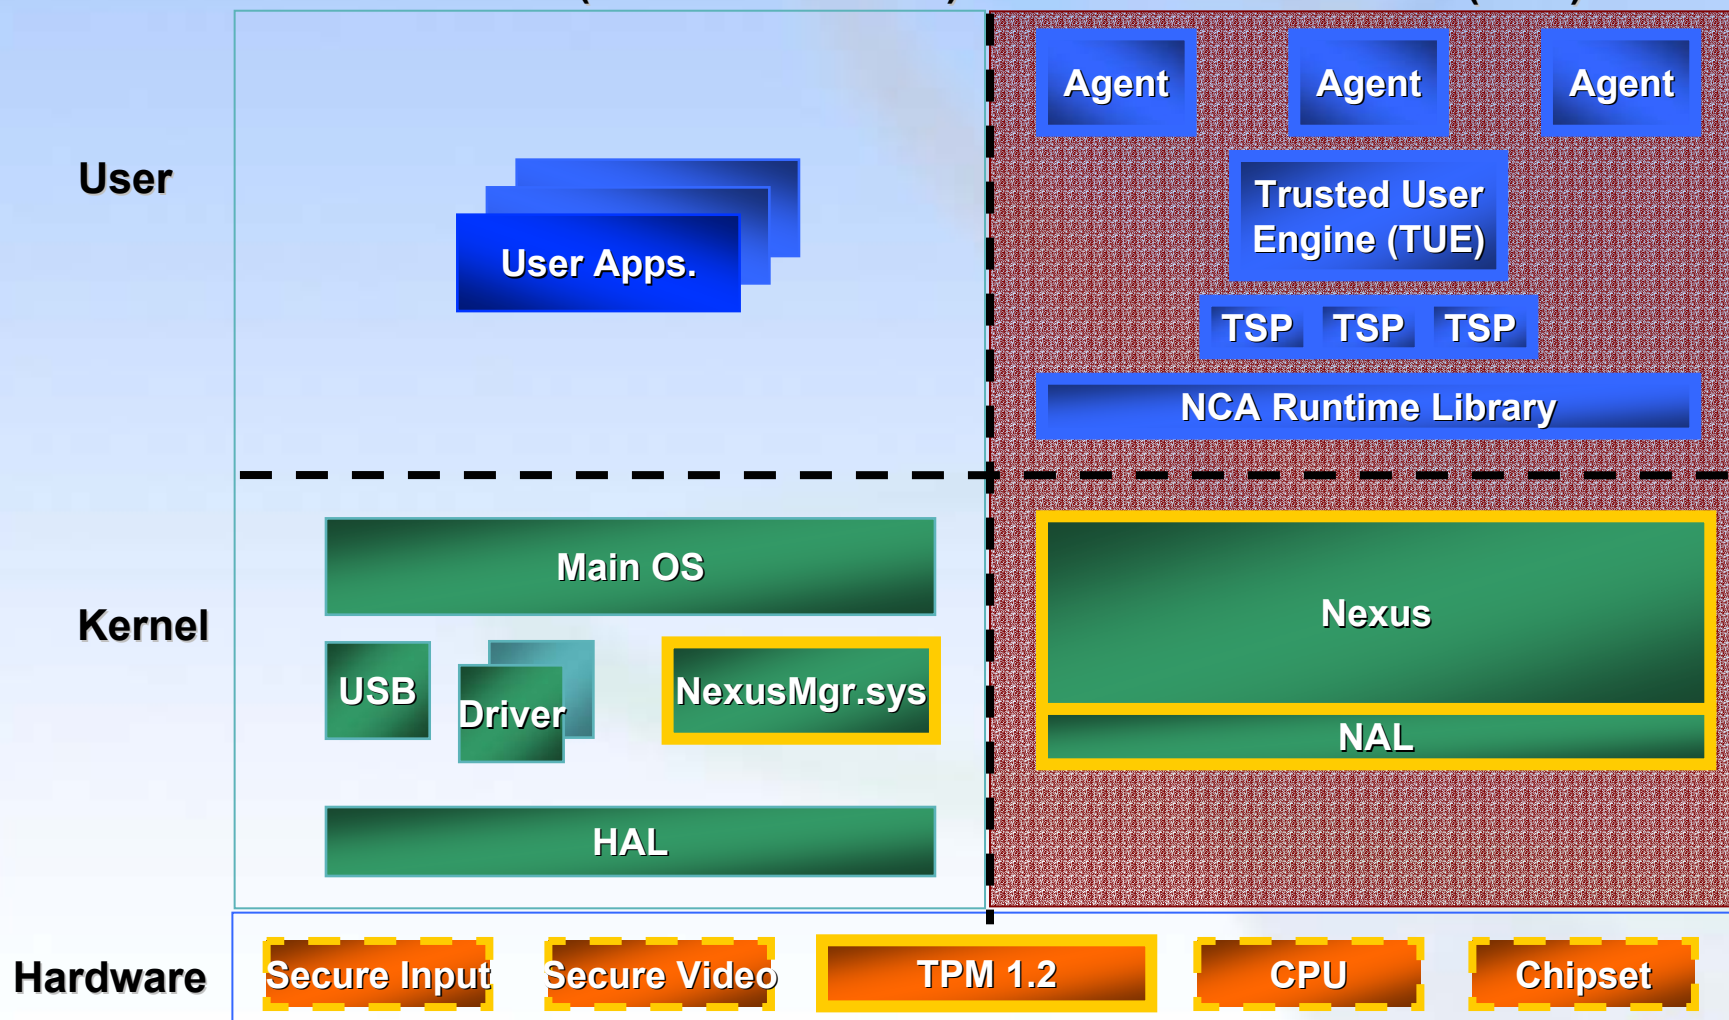 Agent Agent Agent
User
Trusted User
Engine (TUE)
User Apps.
TSP TSP TSP
NCA Runtime Library
Main OS
Kernel
Nexus
USB
Driver
NexusMgr.sys
NAL
HAL
Hardware
Secure Input
Secure Video
TPM 1.2
CPU
Chipset